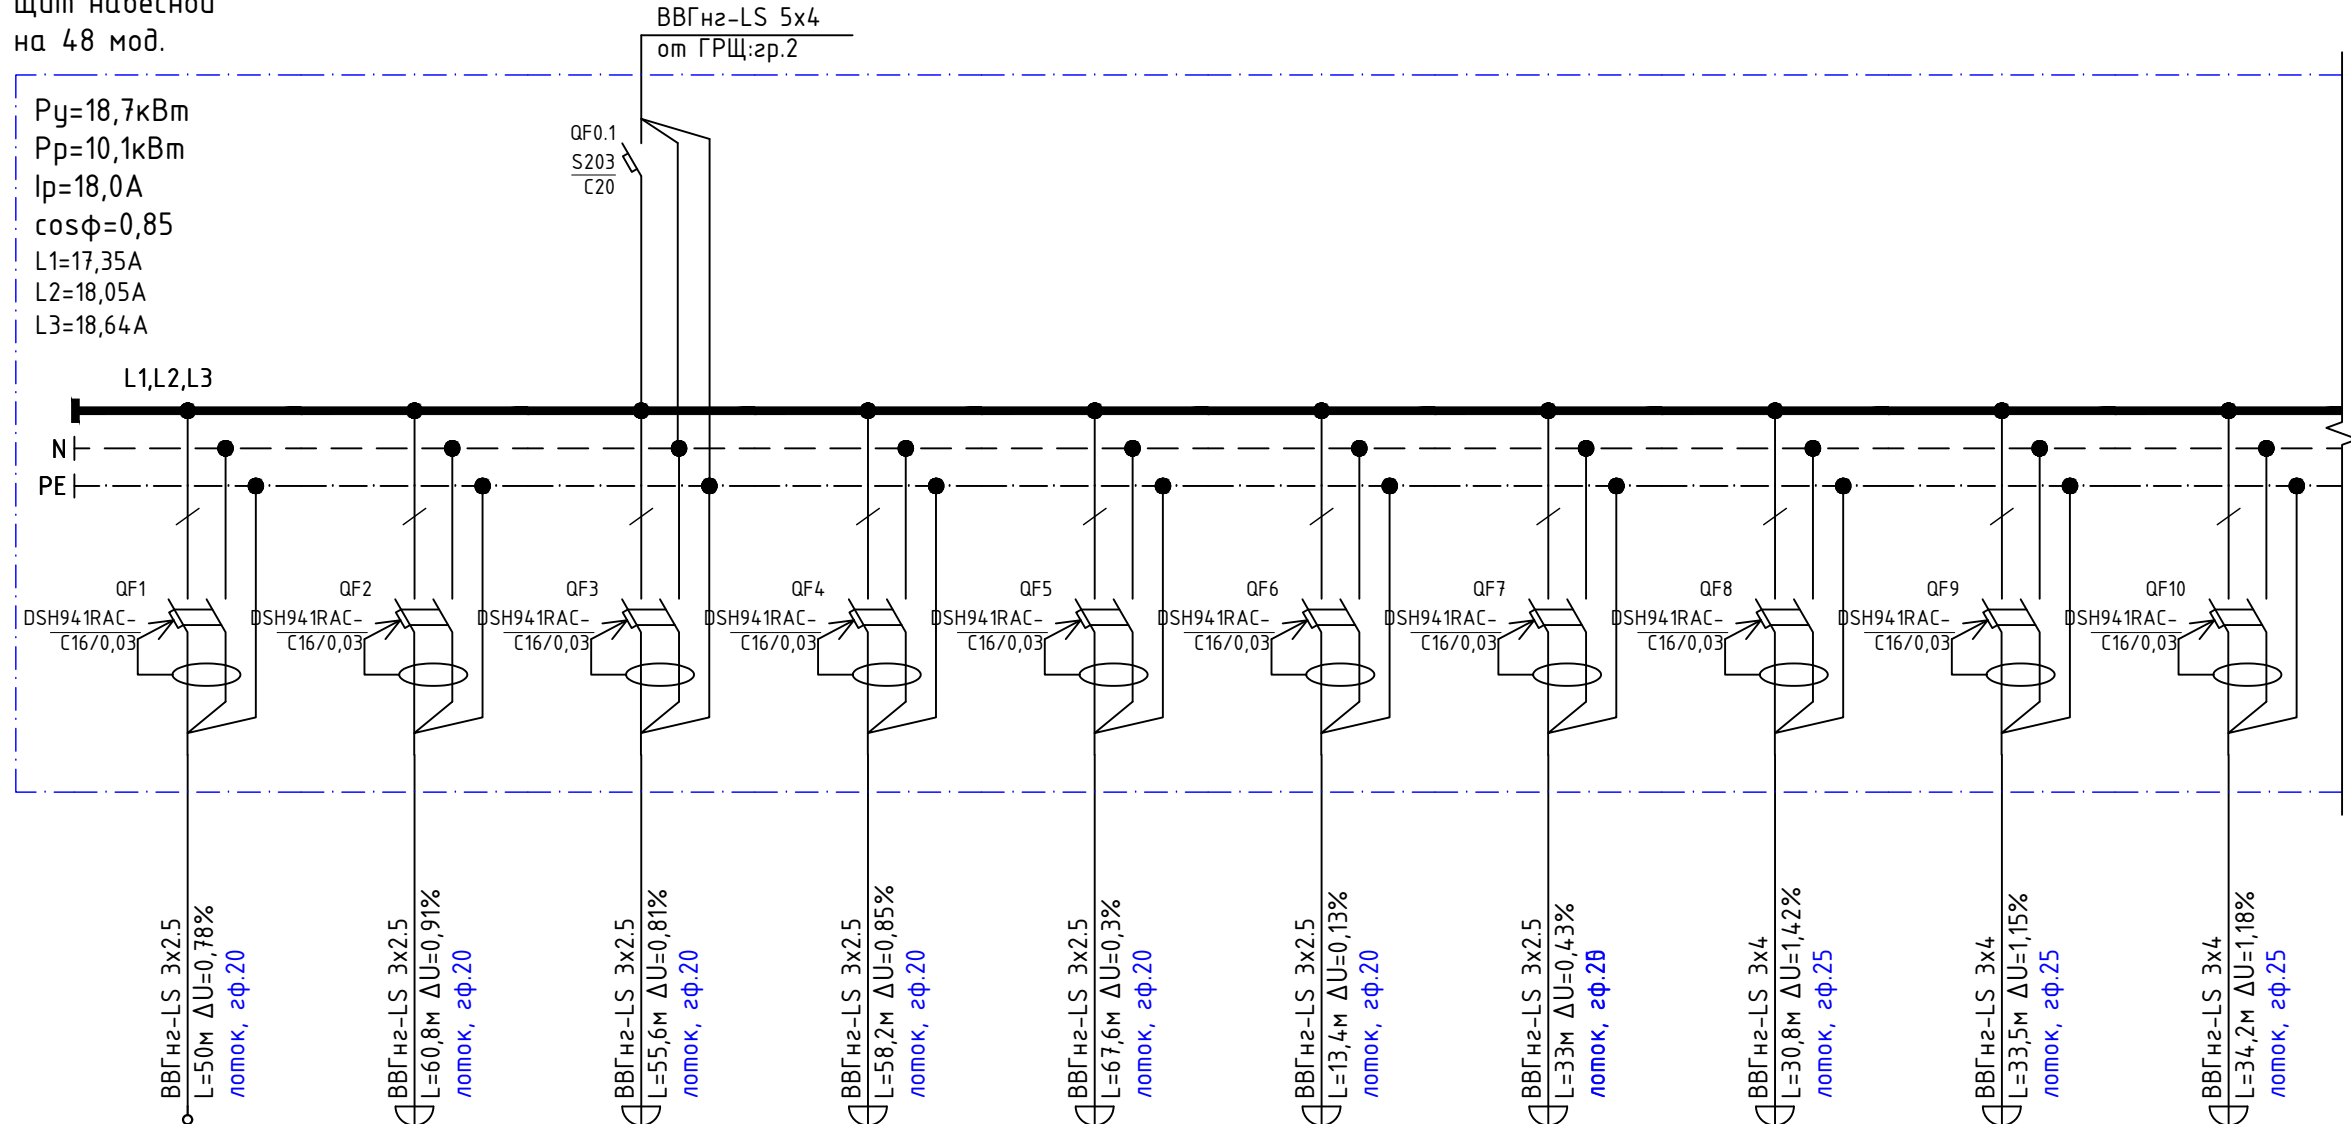 щит навесной
на 48 мод.
ВВГнг-LS 5х4
от ГРЩ:гр.2
Ру=18,7кВт
Рр=10,1кВт
Iр=18,0А
cosφ=0,85
L1=17,35А
L2=18,05А
L3=18,64А
QF0.1
S203
C20
L1,L2,L3
N
PE
QF1
DSH941RAC-
C16/0,03
QF2
DSH941RAC-
C16/0,03
QF3
DSH941RAC-
C16/0,03
QF4
DSH941RAC-
C16/0,03
QF5
DSH941RAC-
C16/0,03
QF6
DSH941RAC-
C16/0,03
QF7
DSH941RAC-
C16/0,03
QF8
DSH941RAC-
C16/0,03
QF9
DSH941RAC-
C16/0,03
QF10
DSH941RAC-
C16/0,03
ВВГнг-LS 3х2.5
L=50м ΔU=0,78%
лоток, гф.20
ВВГнг-LS 3х2.5
L=60,8м ΔU=0,91%
лоток, гф.20
ВВГнг-LS 3х2.5
L=55,6м ΔU=0,81%
лоток, гф.20
ВВГнг-LS 3х2.5
L=58,2м ΔU=0,85%
лоток, гф.20
ВВГнг-LS 3х2.5
L=67,6м ΔU=0,3%
лоток, гф.20
ВВГнг-LS 3х2.5
L=13,4м ΔU=0,13%
лоток, гф.20
ВВГнг-LS 3х2.5
L=33м ΔU=0,43%
лоток,
ВВГнг-LS 3х4
L=30,8м ΔU=1,42%
лоток, гф.25
ВВГнг-LS 3х4
L=33,5м ΔU=1,15%
лоток, гф.25
ВВГнг-LS 3х4
L=34,2м ΔU=1,18%
лоток, гф.25